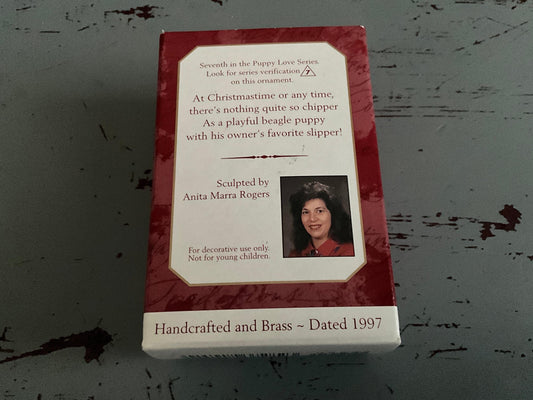 Seventh in the Puppy Love Series.
Look for series verification 7
on this ornament.
At Christmastime or any time,
there's nothing quite so chipper
As a playful beagle puppy
with his owner's favorite slipper!
Sculpted by
Anita Marra Rogers
For decorative use only.
Not for young children.
Handcrafted and Brass ~ Dated 1997